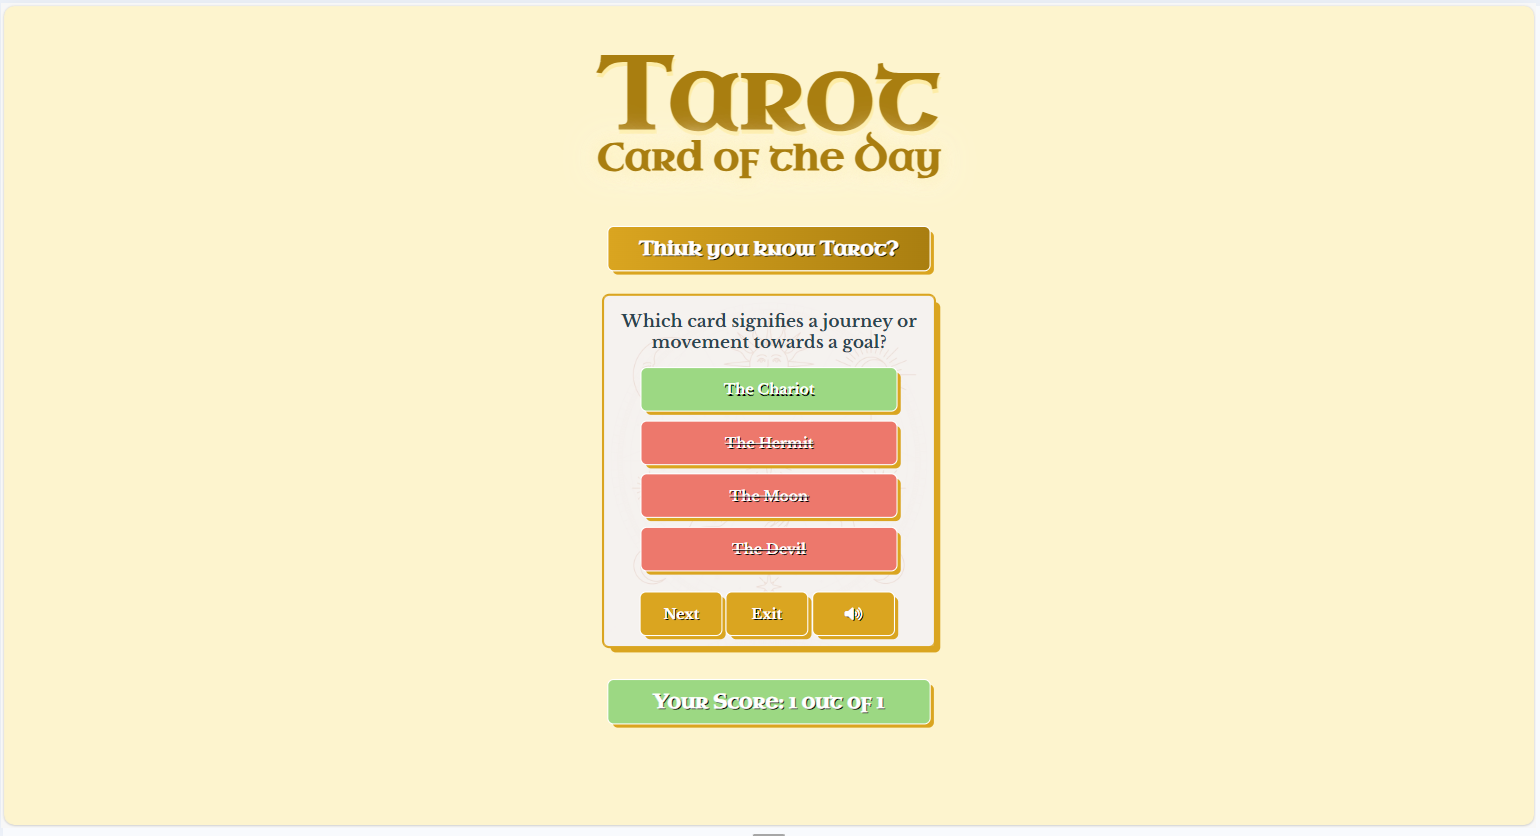 Tarot
Card of the Day
Think you know Tarot?
Which card signifies a journey or
movement towards a goal?
The Chariot
The Hermit
The Moon
The Devil
Next Exit
Your Score: 1 out of 1